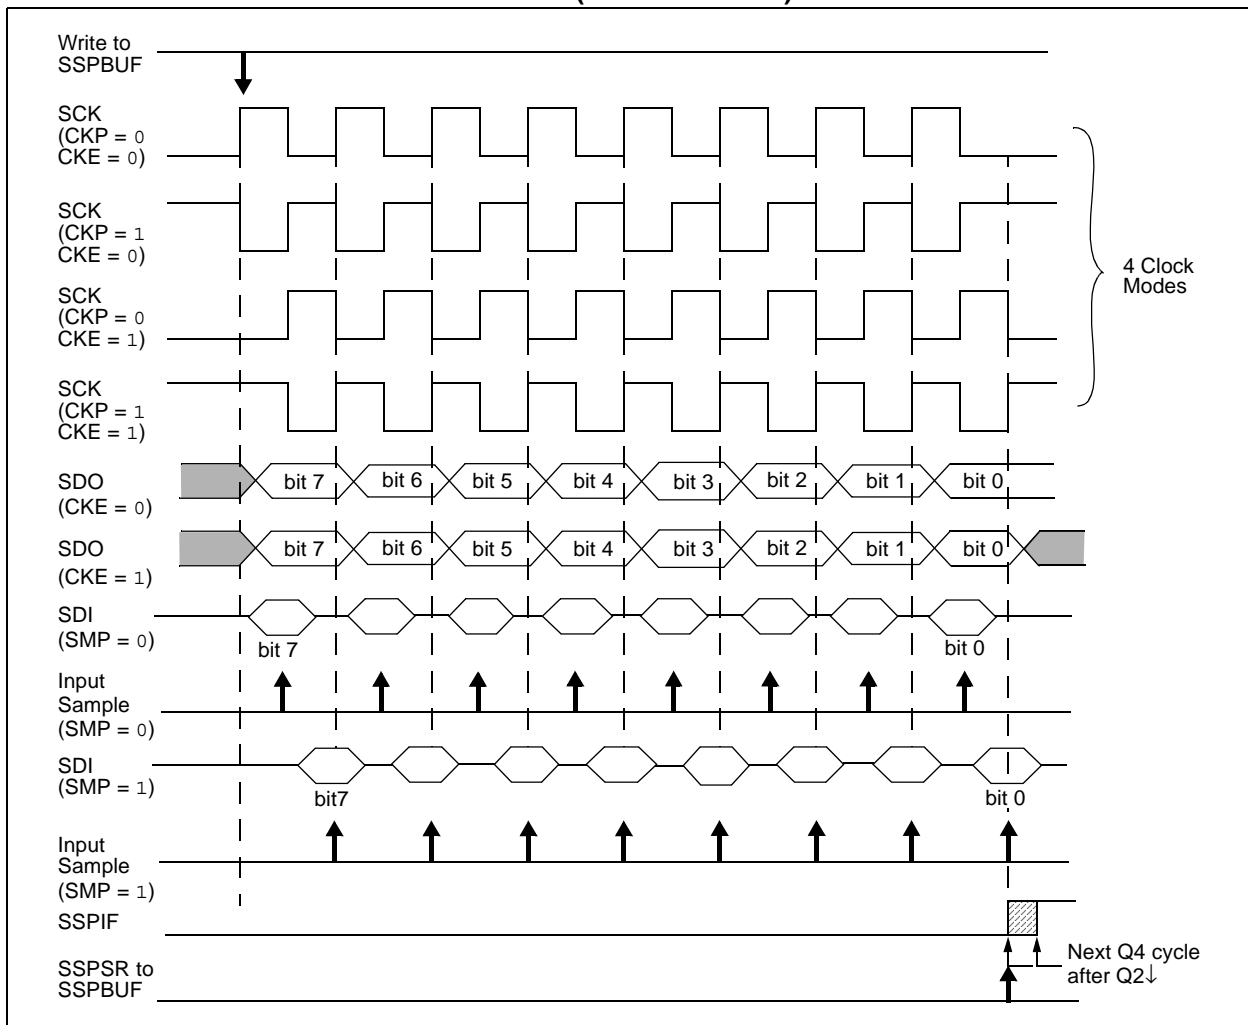 Write to
SSPBUF
SCK
(CKP = 0
CKE = 0)
SCK
(CKP = 1
CKE = 0)
SCK
(CKP = 0
CKE = 1)
SCK
(CKP = 1
CKE = 1)
4 Clock
Modes
SDO
(CKE = 0)
bit 7 bit 6 bit 5 bit 4 bit 3 bit 2 bit 1 bit 0
SDO
(CKE = 1)
bit 7 bit 6 bit 5 bit 4 bit 3 bit 2 bit 1 bit 0
SDI
(SMP = 0)
bit 7 bit 0
Input
Sample
(SMP = 0)
SDI
(SMP = 1)
bit7 bit 0
Input
Sample
(SMP = 1)
SSPIF
SSPSR to
SSPBUF
Next Q4 cycle
after Q2↓